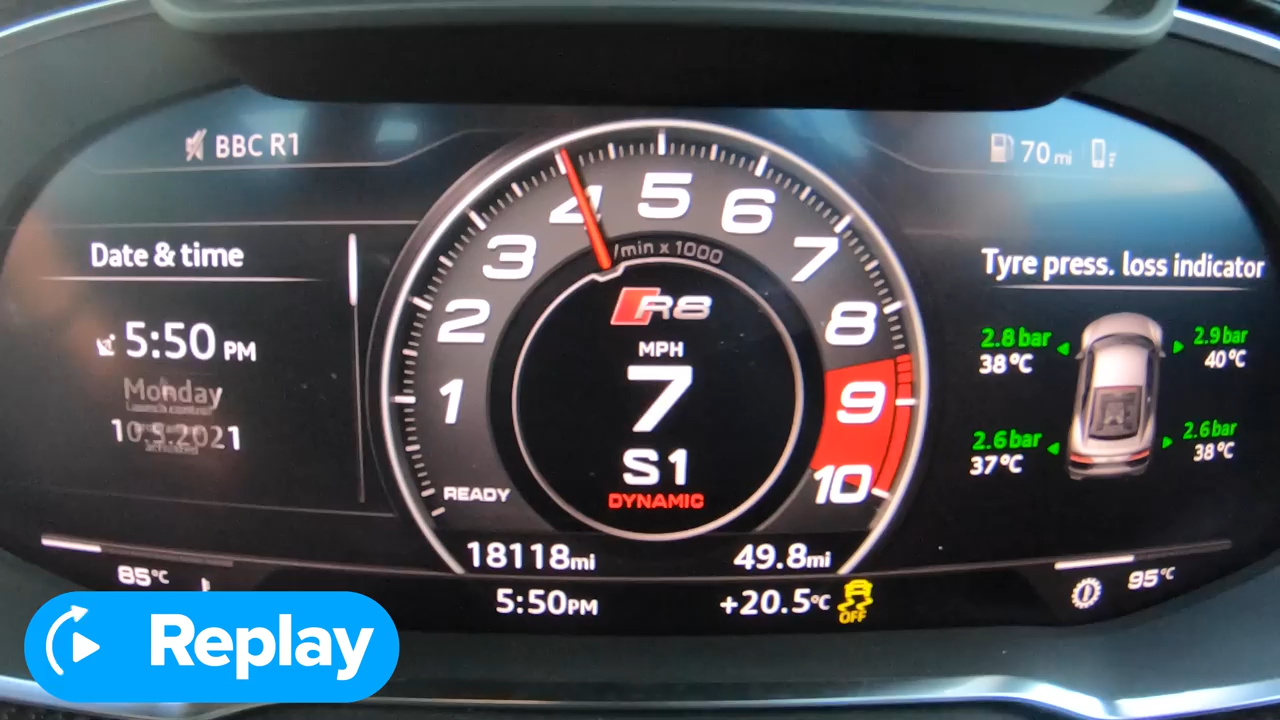 BBC R1
70 mi
Date & time
5:50 PM
Monday
Launch control
10.5.2021
/min x 1000
1
2
3
4
5
6
7
8
9
10
READY
R8
MPH
7
S1
DYNAMIC
18118mi
49.8mi
Tyre press. loss indicator
2.8 bar
38°C
2.9 bar
40°C
2.6 bar
37°C
2.6 bar
38°C
85°C
5:50PM
+20.5°C
OFF
95°C
Replay